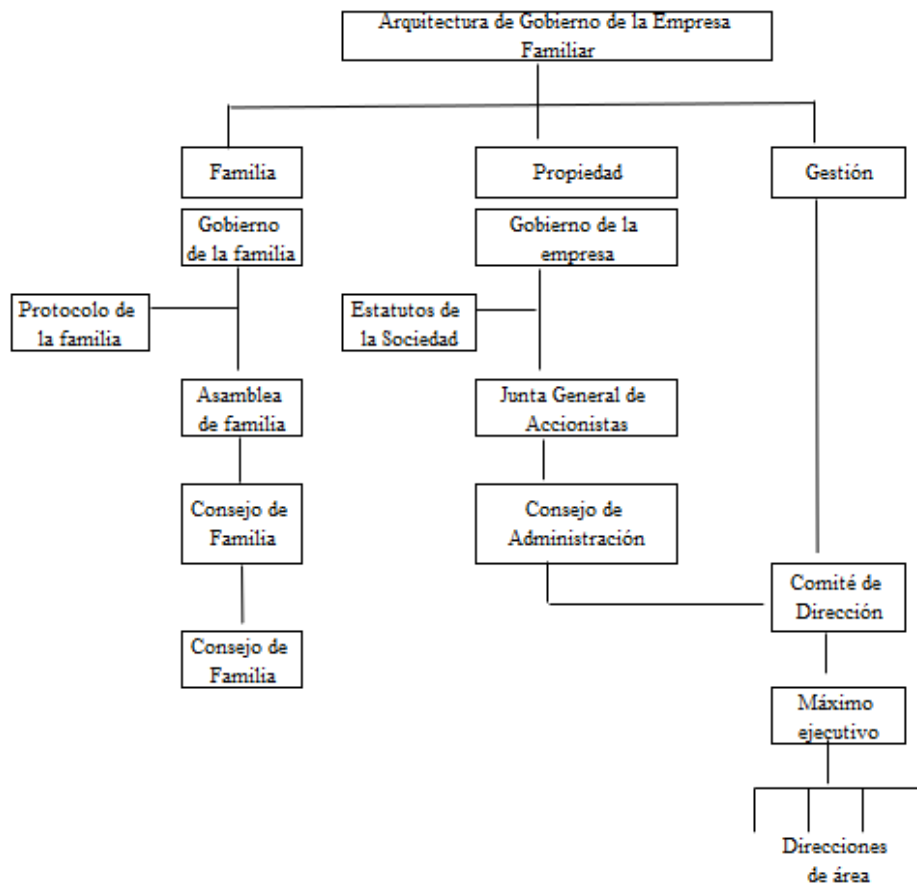 Arquitectura de Gobierno de la Empresa
Familiar
Familia
Propiedad
Gestión
Gobierno
de la familia
Gobierno de la
empresa
Protocolo de
la familia
Estatutos de
la Sociedad
Asamblea
de familia
Junta General de
Accionistas
Consejo de
Familia
Consejo de
Administración
Comité de
Dirección
Consejo de
Familia
Máximo
ejecutivo
Direcciones
de área